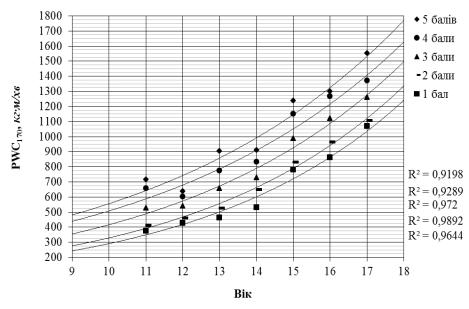 1800
1700
1600
1500
1400
1300
1200
1100
1000
900
800
700
600
500
400
300
200
PWC₁₇₀, кг·м/хв
9 10 11 12 13 14 15 16 17 18
Вік
5 балів
4 бали
3 бали
2 бали
1 бал
R² = 0,9198
R² = 0,9289
R² = 0,972
R² = 0,9892
R² = 0,9644